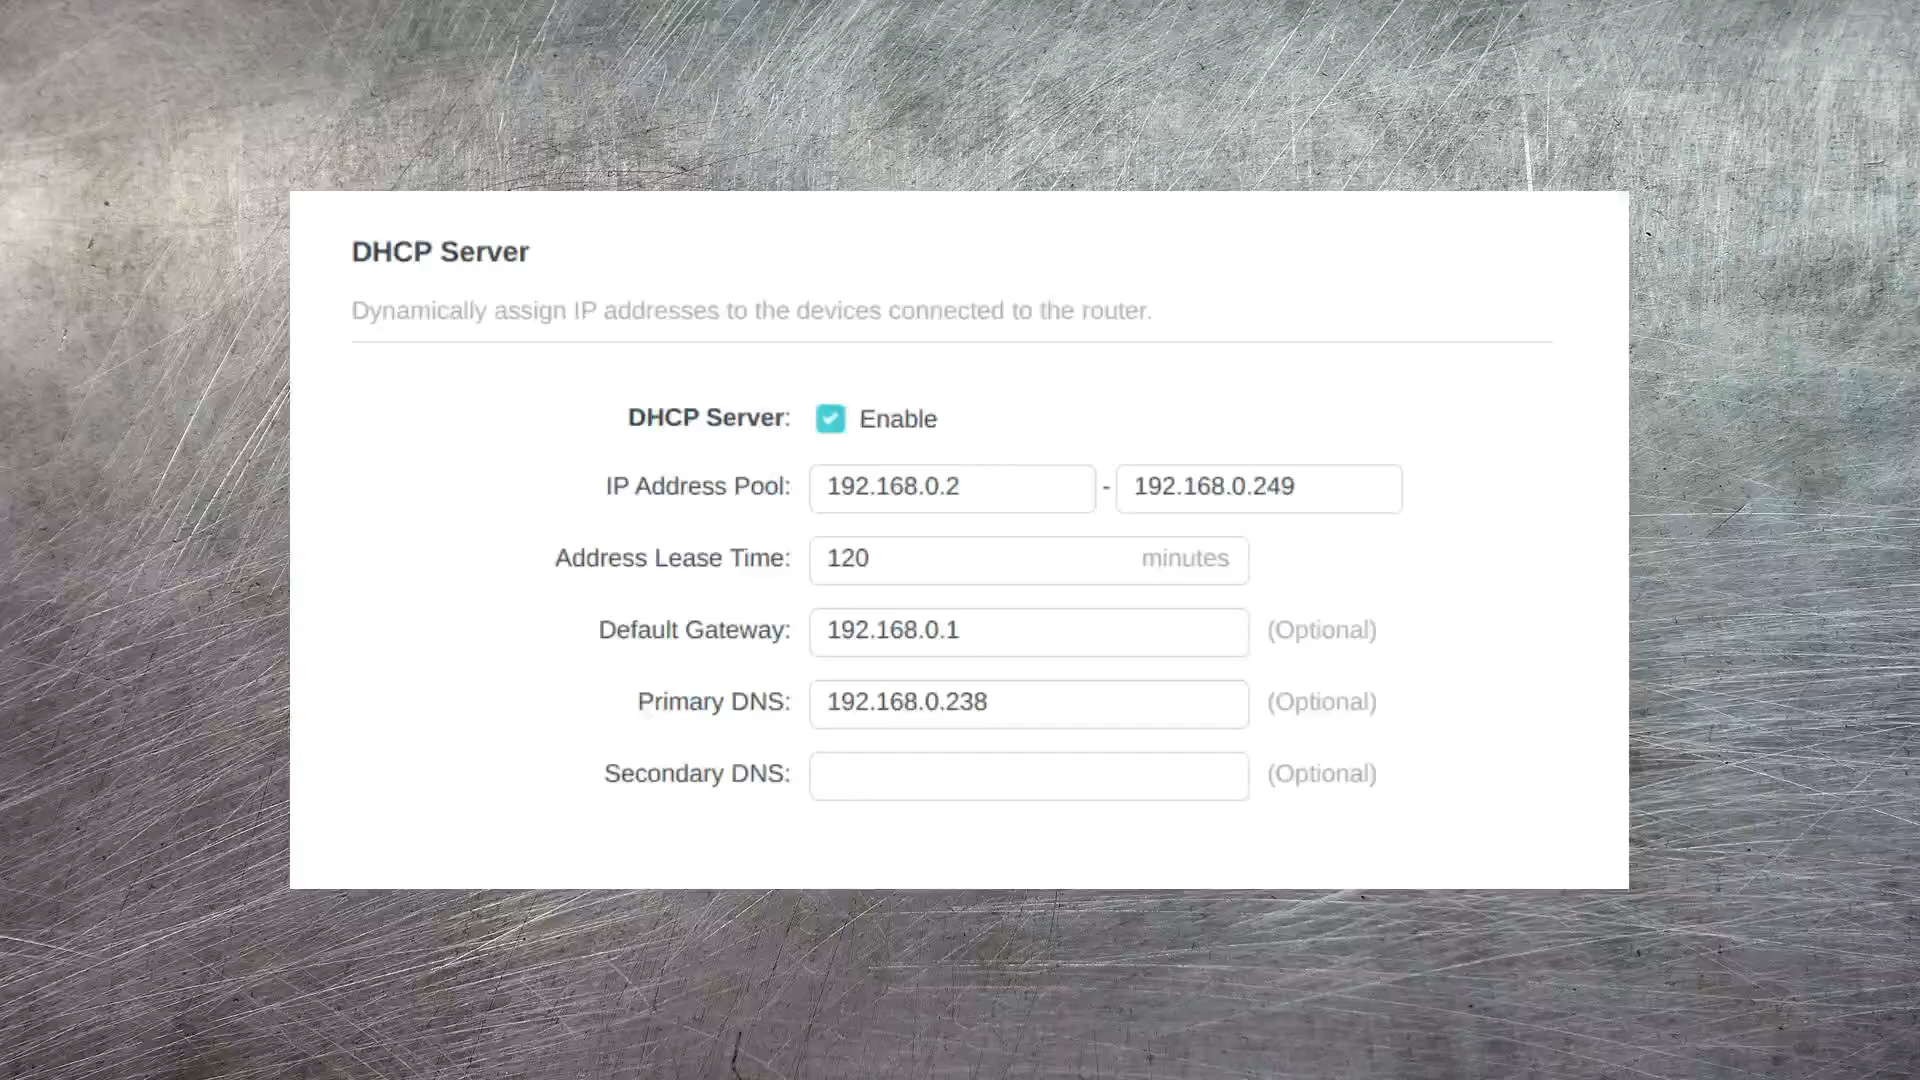 DHCP Server
Dynamically assign IP addresses to the devices connected to the router.
DHCP Server: Enable
IP Address Pool: 192.168.0.2 - 192.168.0.249
Address Lease Time: 120 minutes
Default Gateway: 192.168.0.1 (Optional)
Primary DNS: 192.168.0.238 (Optional)
Secondary DNS: (Optional)